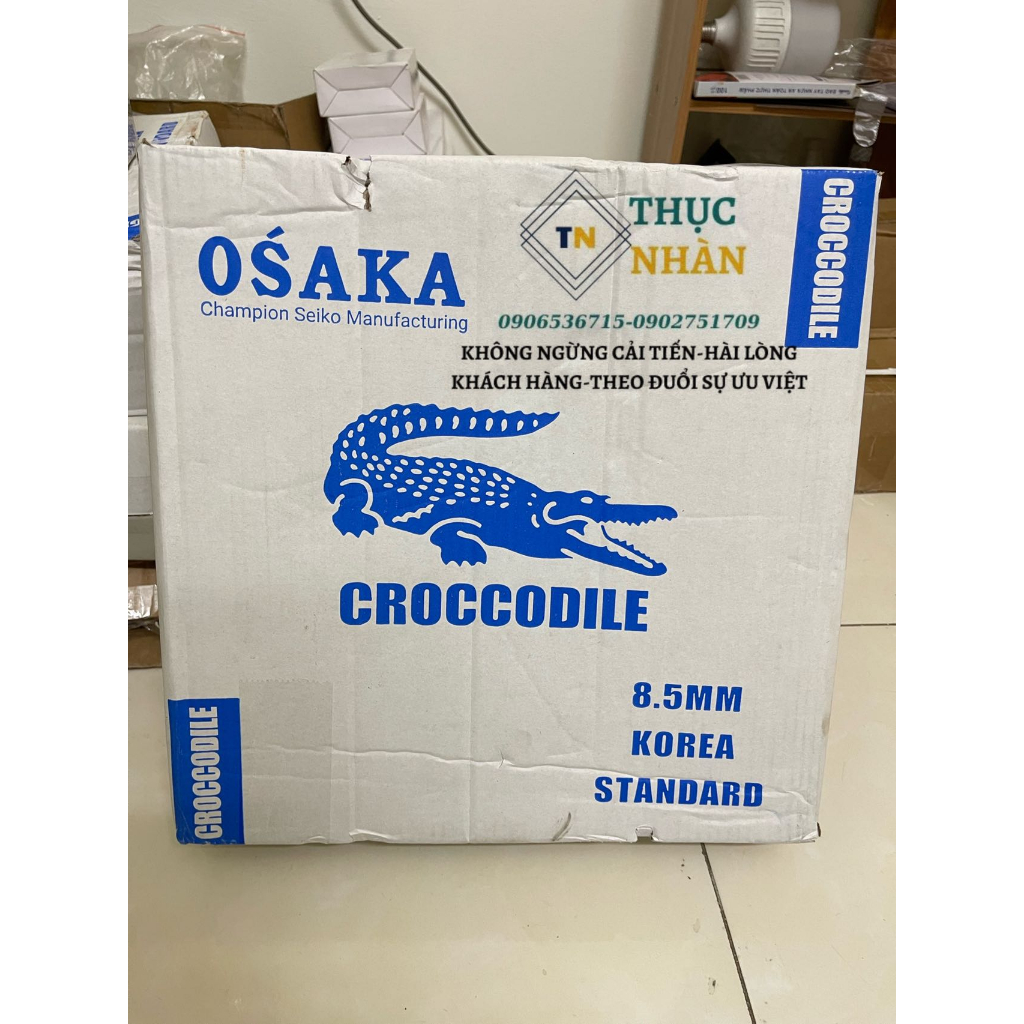 OŚAKA
Champion Seiko Manufacturing
TN
THỤC
NHÀN
0906536715-0902751709
KHÔNG NGỪNG CẢI TIẾN-HÀI LÒNG
KHÁCH HÀNG-THEO ĐUỔI SỰ ƯU VIỆT
CROCCODILE
CROCCODILE
8.5MM
KOREA
STANDARD
CROCCODILE